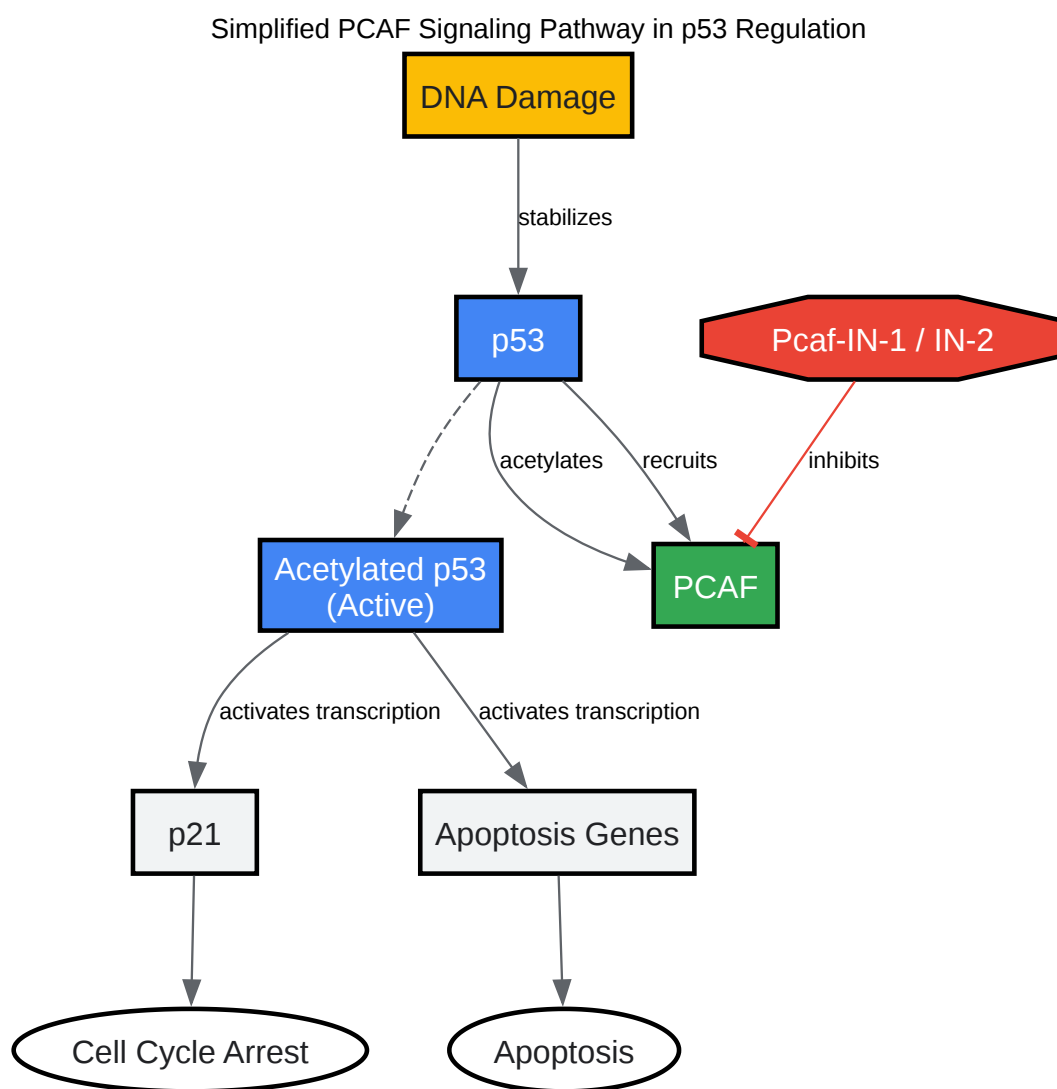 Simplified PCAF Signaling Pathway in p53 Regulation
DNA Damage
stabilizes
p53
Pcaf-IN-1 / IN-2
acetylates
recruits
inhibits
Acetylated p53
(Active)
PCAF
activates transcription
activates transcription
p21
Apoptosis Genes
Cell Cycle Arrest
Apoptosis